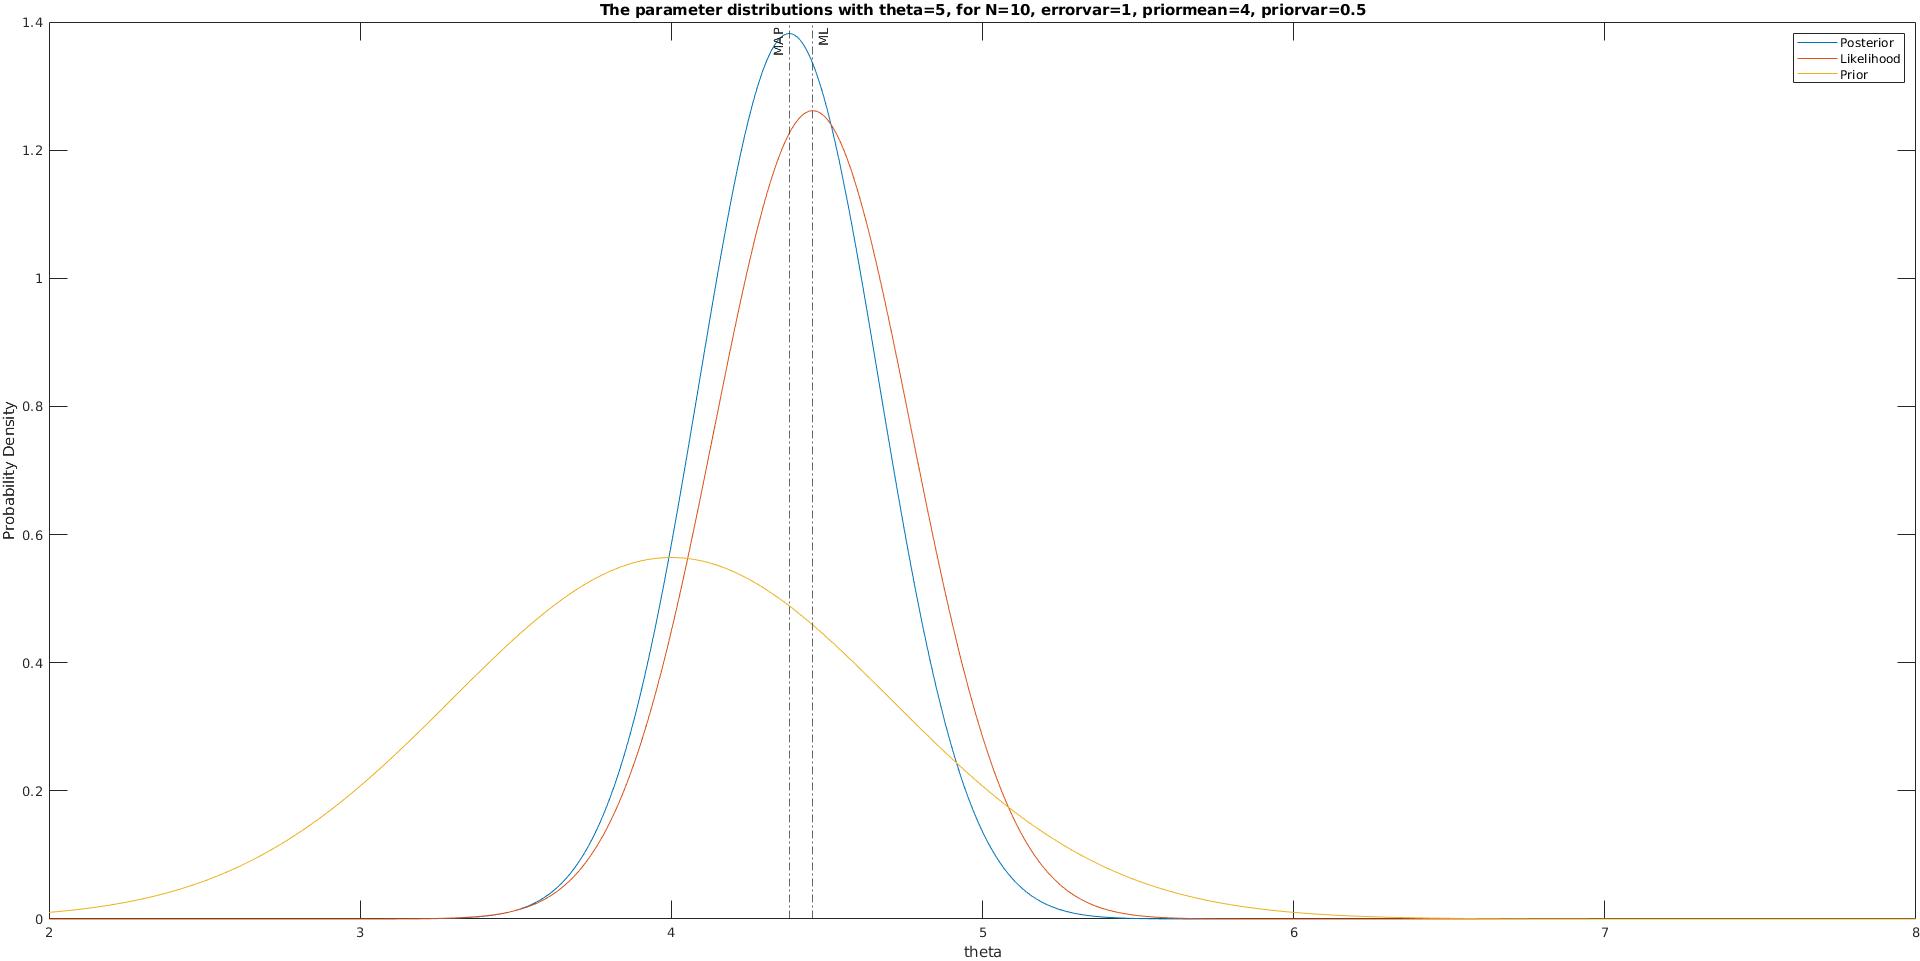 The parameter distributions with theta=5, for N=10, errorvar=1, priormean=4, priorvar=0.5
MAP
ML
Posterior
Likelihood
Prior
1.4
1.2
1
0.8
0.6
0.4
0.2
0
Probability Density
2
3
4
5
6
7
8
theta